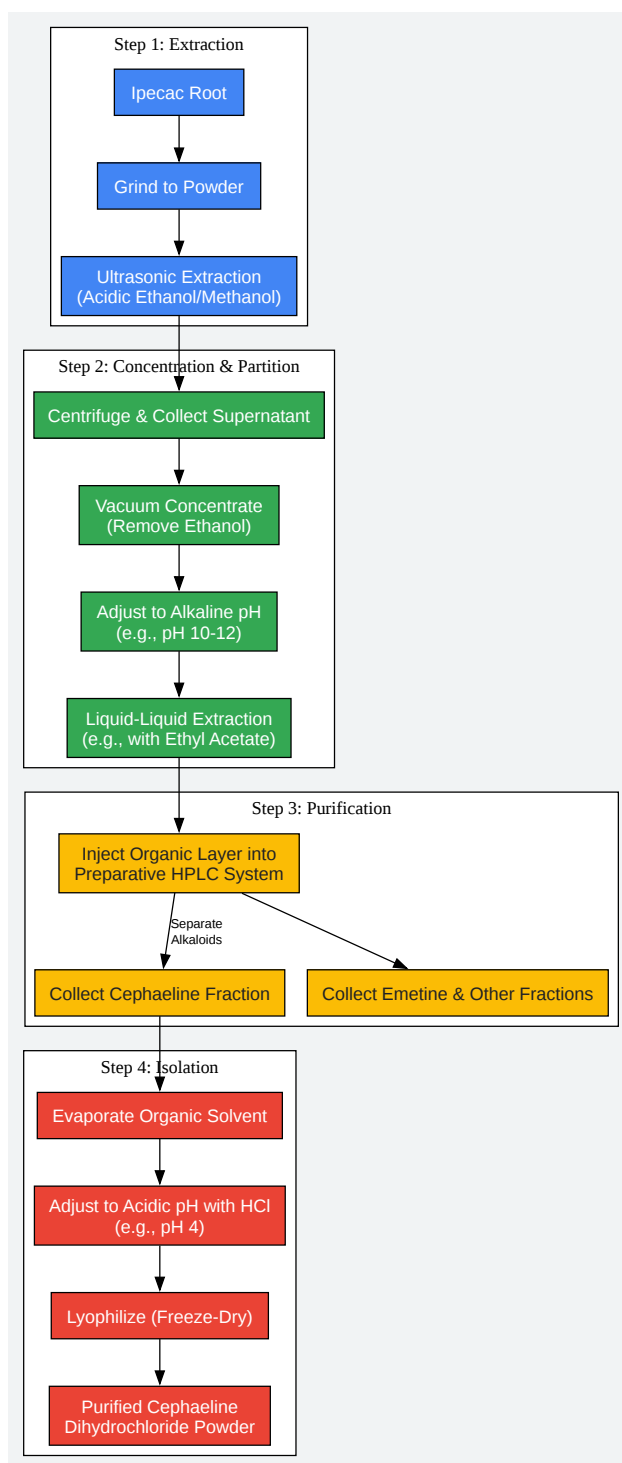 Step 1: Extraction
Ipecac Root
Grind to Powder
Ultrasonic Extraction
(Acidic Ethanol/Methanol)
Step 2: Concentration & Partition
Centrifuge & Collect Supernatant
Vacuum Concentrate
(Remove Ethanol)
Adjust to Alkaline pH
(e.g., pH 10-12)
Liquid-Liquid Extraction
(e.g., with Ethyl Acetate)
Step 3: Purification
Inject Organic Layer into
Preparative HPLC System
Separate
Alkaloids
Collect Cephaeline Fraction
Collect Emetine & Other Fractions
Step 4: Isolation
Evaporate Organic Solvent
Adjust to Acidic pH with HCl
(e.g., pH 4)
Lyophilize (Freeze-Dry)
Purified Cephaeline
Dihydrochloride Powder